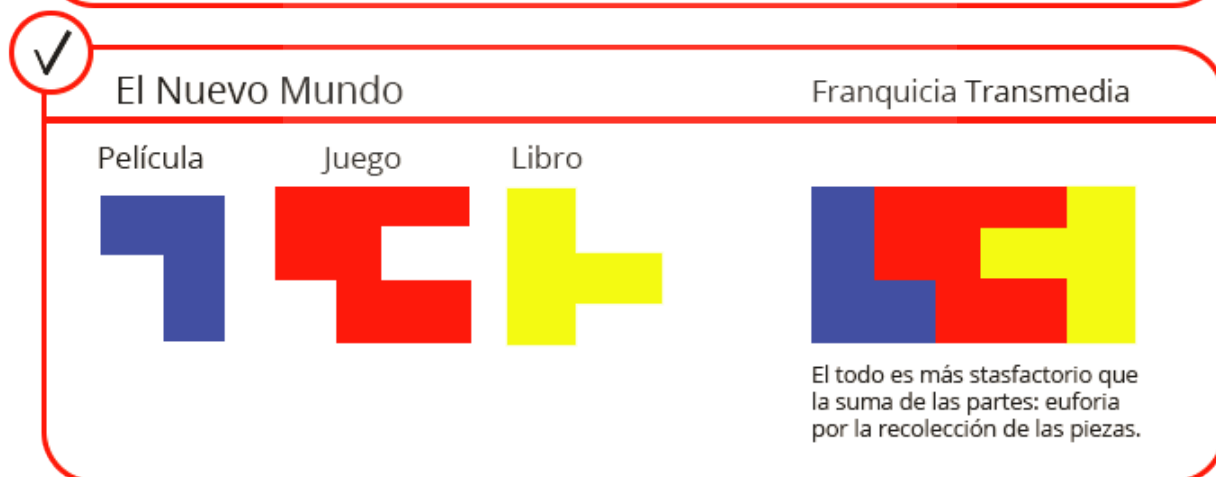 El Nuevo Mundo
Franquicia Transmedia
Película
Juego
Libro
El todo es más stasfactorio que
la suma de las partes: euforia
por la recolección de las piezas.